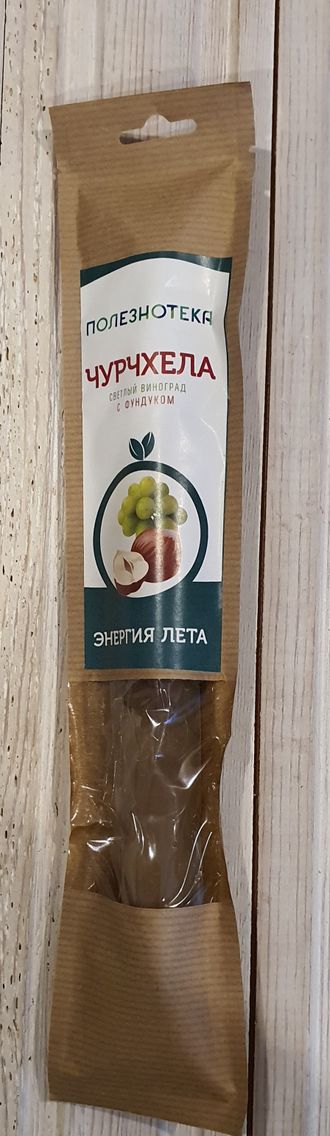 ПОЛЕЗНОТЕКА
ЧУРЧХЕЛА
СВЕТЛЫЙ ВИНОГРАД
С ФУНДУКОМ
ЭНЕРГИЯ ЛЕТА